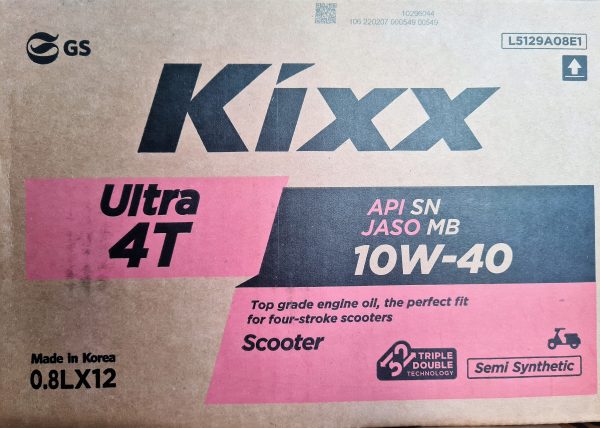 10298044
106 220207 000549 00549
L5129A08E1
GS
Kixx
Ultra
4T
API SN
JASO MB
10W-40
Top grade engine oil, the perfect fit
for four-stroke scooters
Scooter
Made in Korea
0.8LX12
TRIPLE
DOUBLE
TECHNOLOGY
Semi Synthetic